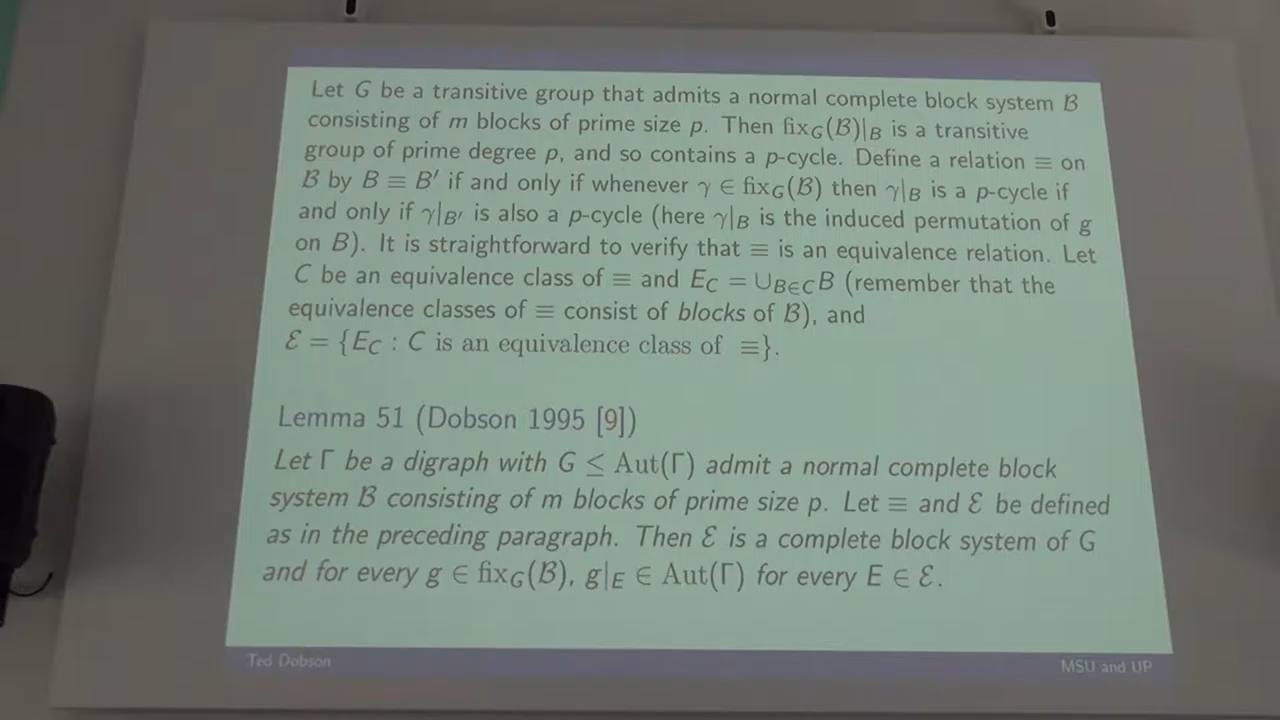 Let G be a transitive group that admits a normal complete block system ℬ
consisting of m blocks of prime size p. Then fix_G(ℬ)|_B is a transitive
group of prime degree p, and so contains a p-cycle. Define a relation ≡ on
ℬ by B ≡ B′ if and only if whenever γ ∈ fix_G(ℬ) then γ|_B is a p-cycle if
and only if γ|_B′ is also a p-cycle (here γ|_B is the induced permutation of g
on B). It is straightforward to verify that ≡ is an equivalence relation. Let
C be an equivalence class of ≡ and E_C = ∪_{B∈C}B (remember that the
equivalence classes of ≡ consist of blocks of ℬ), and
ℰ = {E_C : C is an equivalence class of ≡}.
Lemma 51 (Dobson 1995 [9])
Let Γ be a digraph with G ≤ Aut(Γ) admit a normal complete block
system ℬ consisting of m blocks of prime size p. Let ≡ and ℰ be defined
as in the preceding paragraph. Then ℰ is a complete block system of G
and for every g ∈ fix_G(ℬ), g|_E ∈ Aut(Γ) for every E ∈ ℰ.
Ted Dobson
MSU and UP